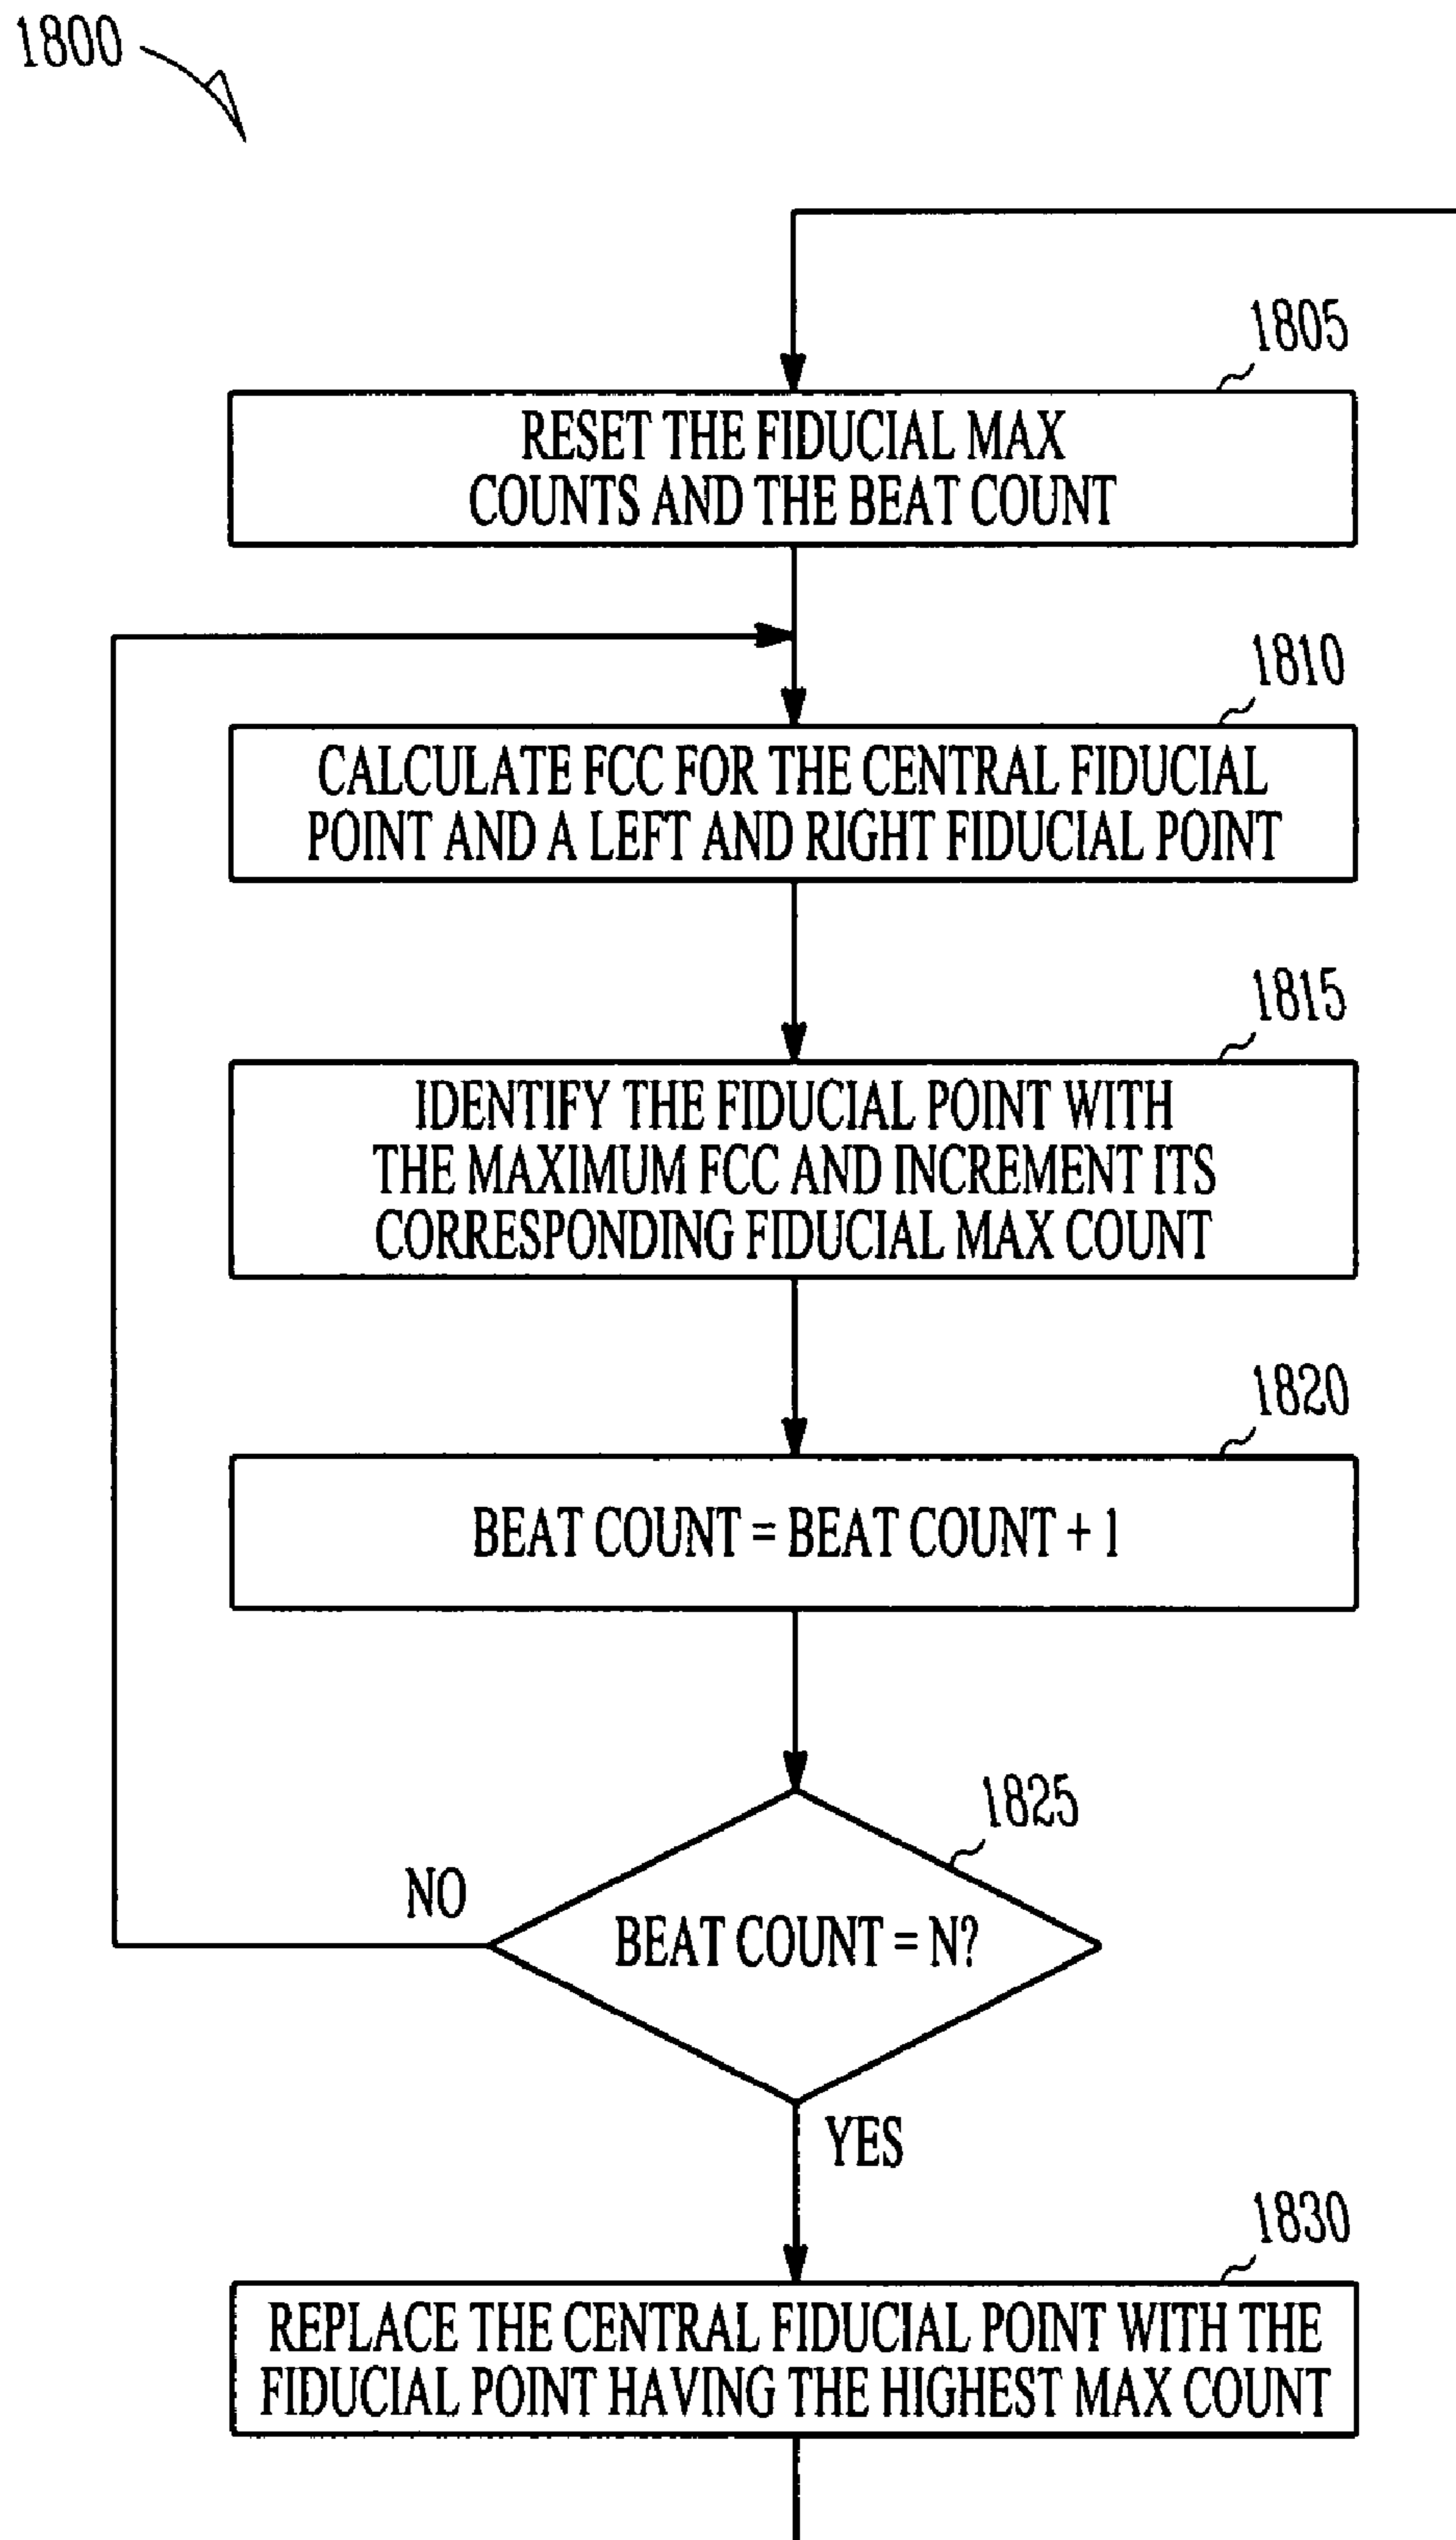 1800
1805
RESET THE FIDUCIAL MAX
COUNTS AND THE BEAT COUNT
1810
CALCULATE FCC FOR THE CENTRAL FIDUCIAL
POINT AND A LEFT AND RIGHT FIDUCIAL POINT
1815
IDENTIFY THE FIDUCIAL POINT WITH
THE MAXIMUM FCC AND INCREMENT ITS
CORRESPONDING FIDUCIAL MAX COUNT
1820
BEAT COUNT = BEAT COUNT + 1
1825
NO
BEAT COUNT = N?
YES
1830
REPLACE THE CENTRAL FIDUCIAL POINT WITH THE
FIDUCIAL POINT HAVING THE HIGHEST MAX COUNT